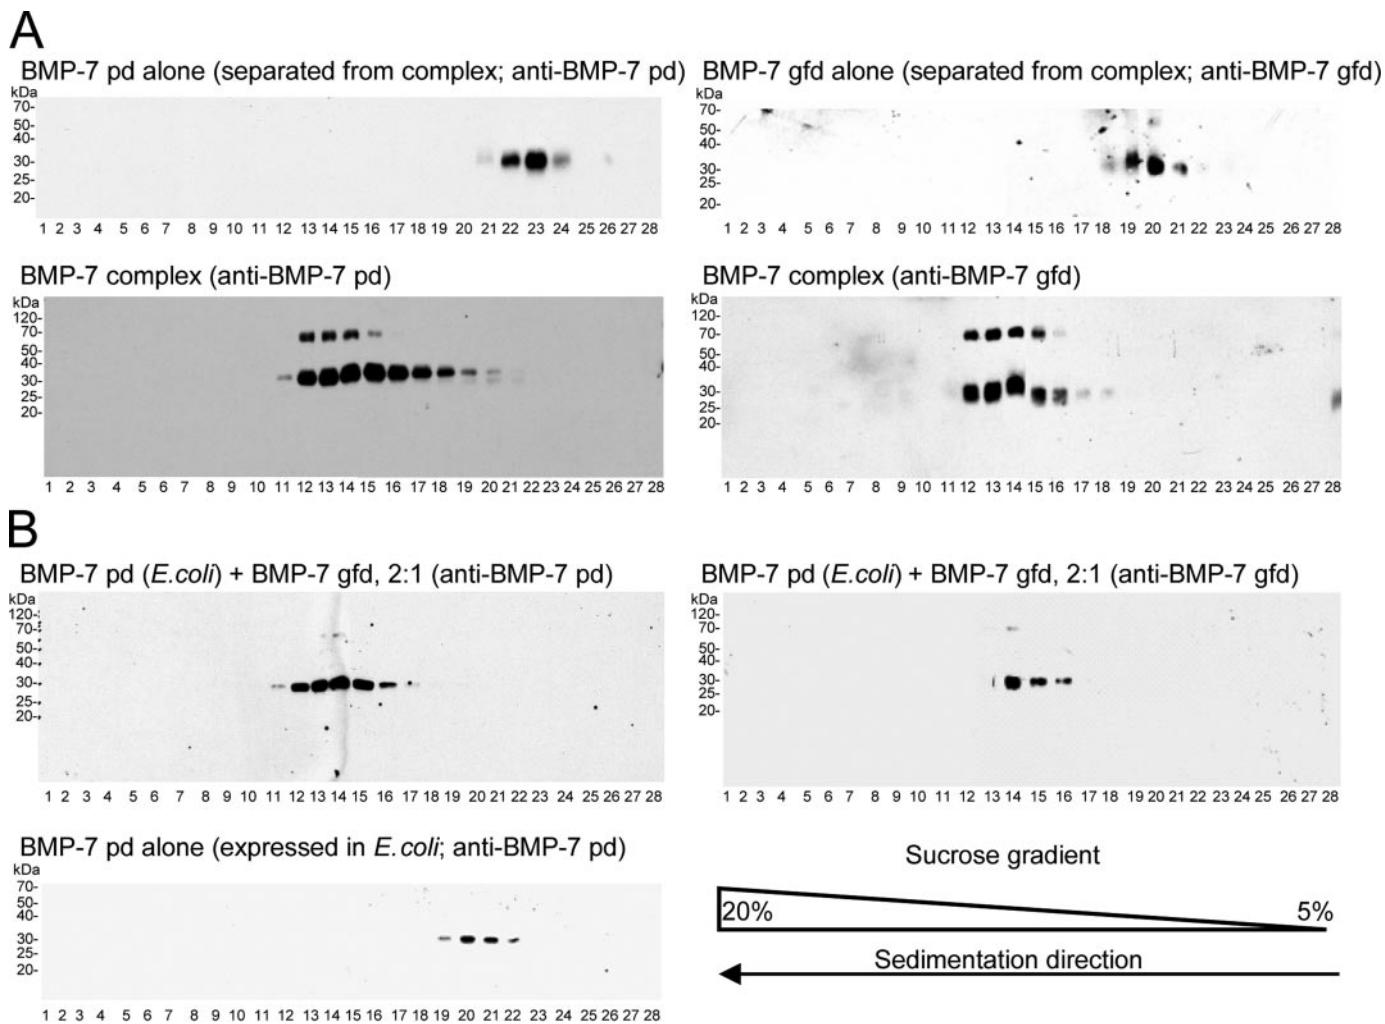 A
BMP-7 pd alone (separated from complex; anti-BMP-7 pd)
kDa
70-
50-
40-
30-
25-
20-
1 2 3 4 5 6 7 8 9 10 11 12 13 14 15 16 17 18 19 20 21 22 23 24 25 26 27 28
BMP-7 gfd alone (separated from complex; anti-BMP-7 gfd)
kDa
70-
50-
40-
30-
25-
20-
1 2 3 4 5 6 7 8 9 10 11 12 13 14 15 16 17 18 19 20 21 22 23 24 25 26 27 28
BMP-7 complex (anti-BMP-7 pd)
kDa
120-
70-
50-
40-
30-
25-
20-
1 2 3 4 5 6 7 8 9 10 11 12 13 14 15 16 17 18 19 20 21 22 23 24 25 26 27 28
BMP-7 complex (anti-BMP-7 gfd)
kDa
120-
70-
50-
40-
30-
25-
20-
1 2 3 4 5 6 7 8 9 10 11 12 13 14 15 16 17 18 19 20 21 22 23 24 25 26 27 28
B
BMP-7 pd (E.coli) + BMP-7 gfd, 2:1 (anti-BMP-7 pd)
kDa
120-
70-
50-
40-
30-
25-
20-
1 2 3 4 5 6 7 8 9 10 11 12 13 14 15 16 17 18 19 20 21 22 23 24 25 26 27 28
BMP-7 pd (E.coli) + BMP-7 gfd, 2:1 (anti-BMP-7 gfd)
kDa
120-
70-
50-
40-
30-
25-
20-
1 2 3 4 5 6 7 8 9 10 11 12 13 14 15 16 17 18 19 20 21 22 23 24 25 26 27 28
BMP-7 pd alone (expressed in E.coli; anti-BMP-7 pd)
kDa
70-
50-
40-
30-
25-
20-
1 2 3 4 5 6 7 8 9 10 11 12 13 14 15 16 17 18 19 20 21 22 23 24 25 26 27 28
Sucrose gradient
20% 5%
Sedimentation direction